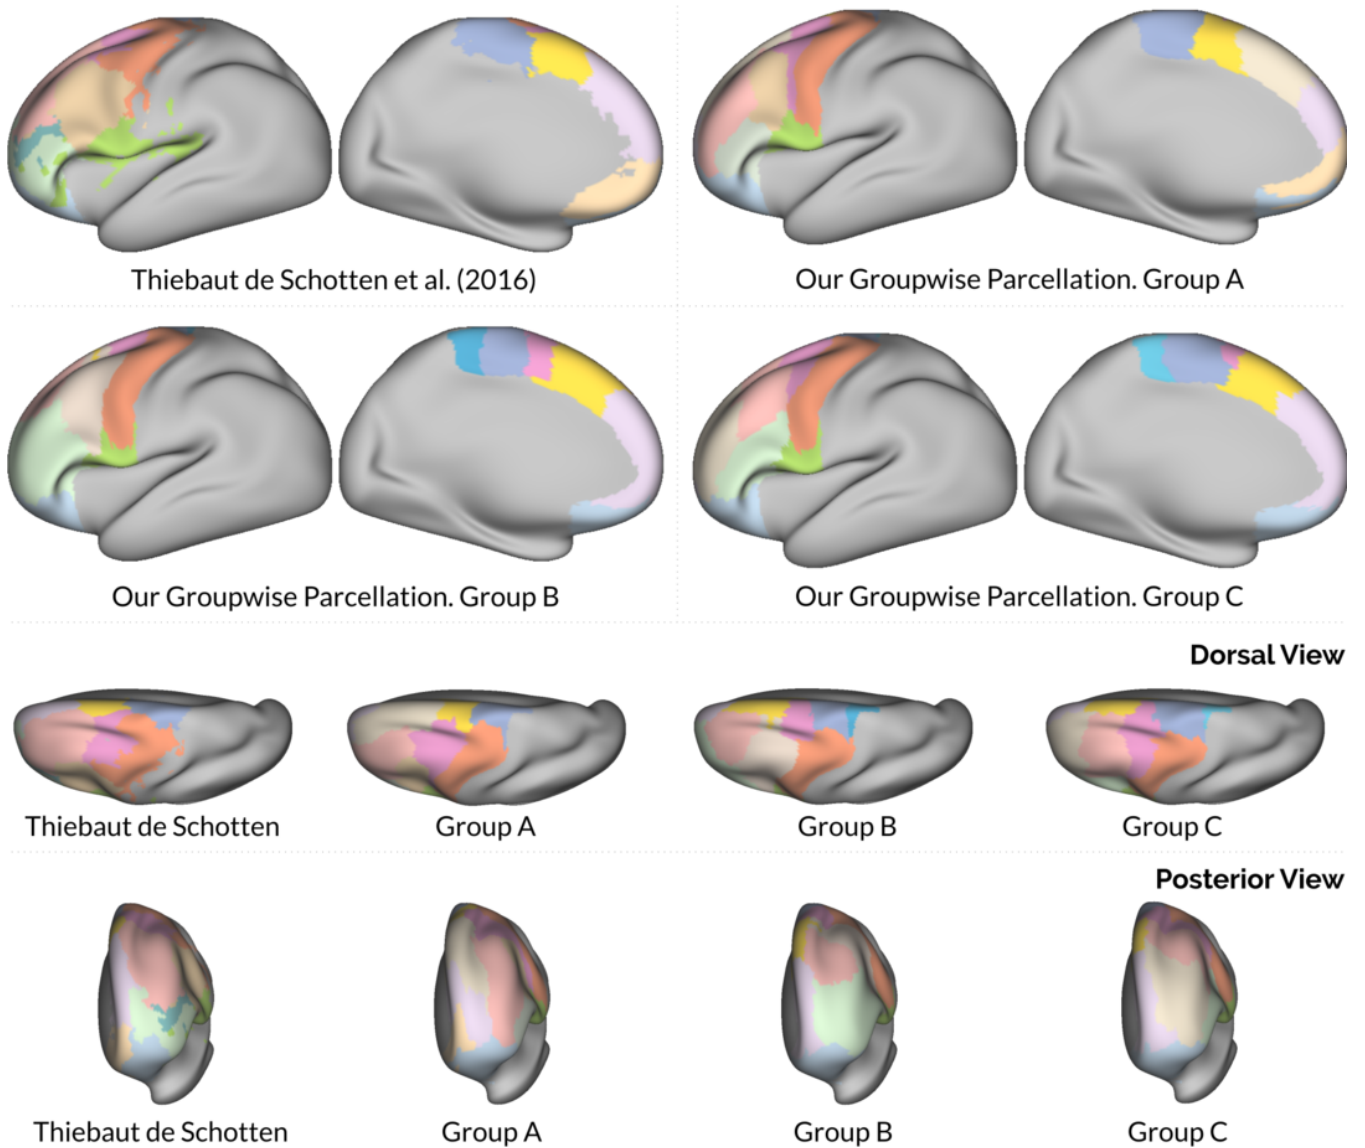 Thiebaut de Schotten et al. (2016)
Our Groupwise Parcellation. Group A
Our Groupwise Parcellation. Group B
Our Groupwise Parcellation. Group C
Dorsal View
Thiebaut de Schotten
Group A
Group B
Group C
Posterior View
Thiebaut de Schotten
Group A
Group B
Group C